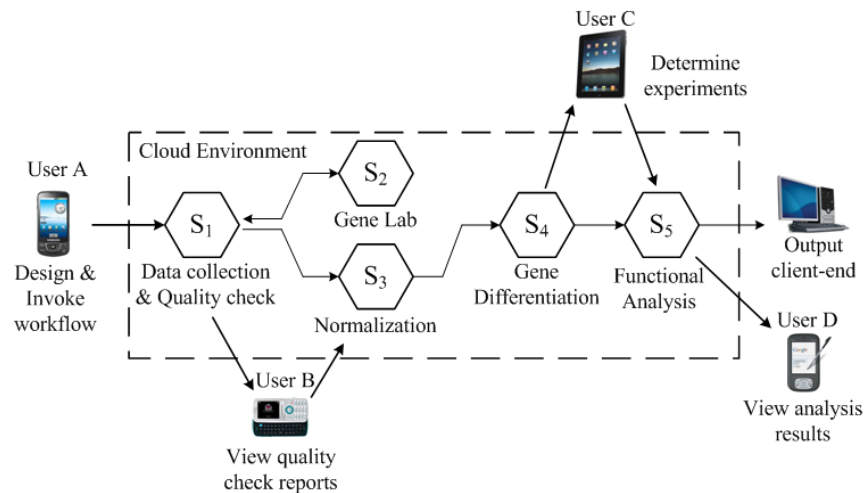 User C
Determine
experiments
User A
Cloud Environment
S2
Gene Lab
S1
Design &
Invoke
workflow
Data collection
& Quality check
S3
Normalization
S4
Gene
Differentiation
S5
Functional
Analysis
Output
client-end
User B
View quality
check reports
User D
View analysis
results